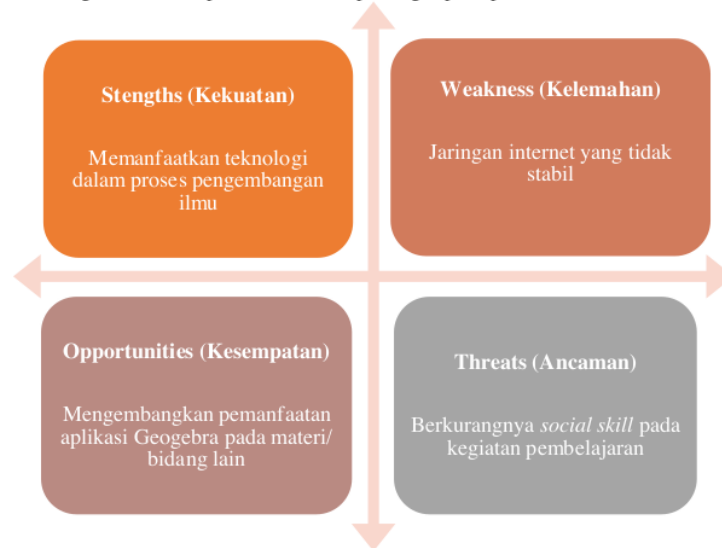 Stengths (Kekuatan)
Memanfaatkan teknologi
dalam proses pengembangan
ilmu
Weakness (Kelemahan)
Jaringan internet yang tidak
stabil
Opportunities (Kesempatan)
Mengembangkan pemanfaatan
aplikasi Geogebra pada materi/
bidang lain
Threats (Ancaman)
Berkurangnya social skill pada
kegiatan pembelajaran